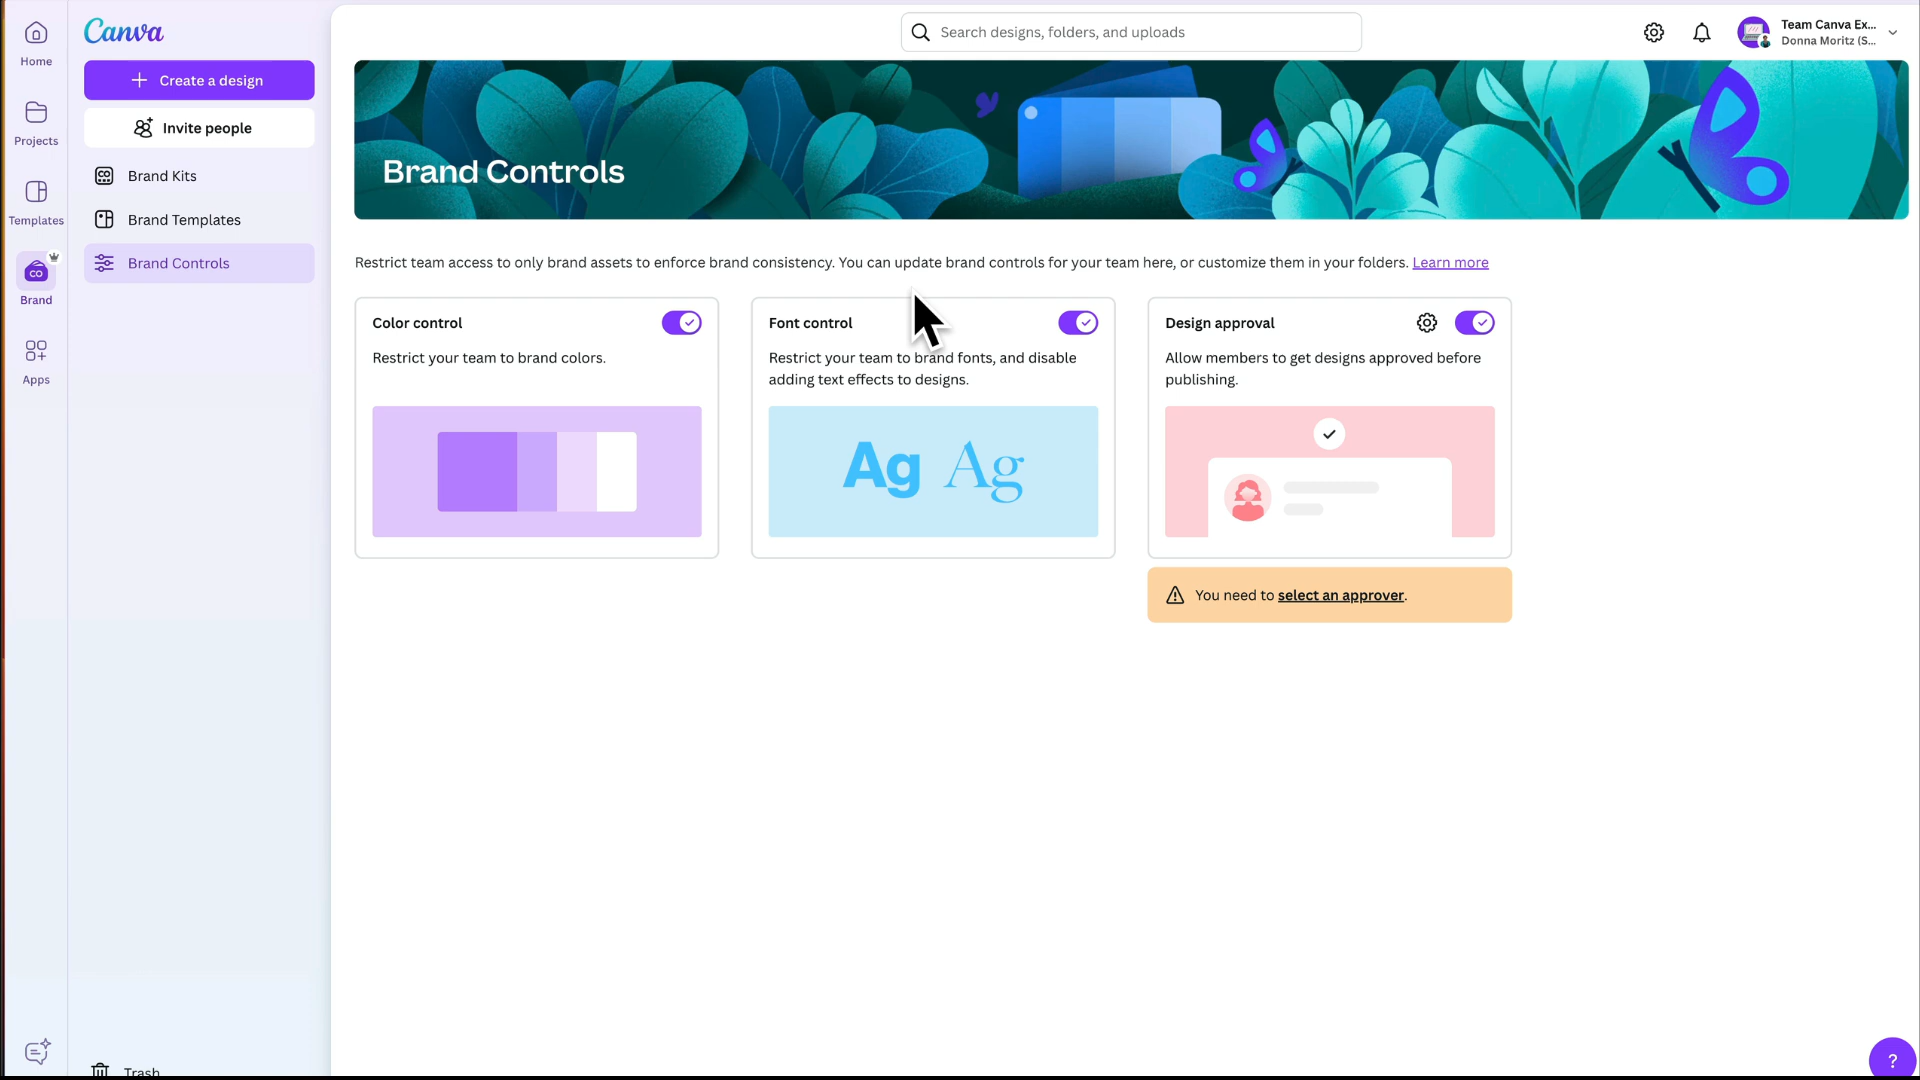 Home
Projects
Templates
CO
Brand
Apps
Canva
Create a design
Invite people
CO
Brand Kits
Brand Templates
Brand Controls
Trash
Search designs, folders, and uploads
Team Canva Ex...
Donna Moritz (S...
Brand Controls
Restrict team access to only brand assets to enforce brand consistency. You can update brand controls for your team here, or customize them in your folders. Learn more
Color control
Restrict your team to brand colors.
Font control
Restrict your team to brand fonts, and disable
adding text effects to designs.
Ag Ag
Design approval
Allow members to get designs approved before
publishing.
You need to select an approver.
?